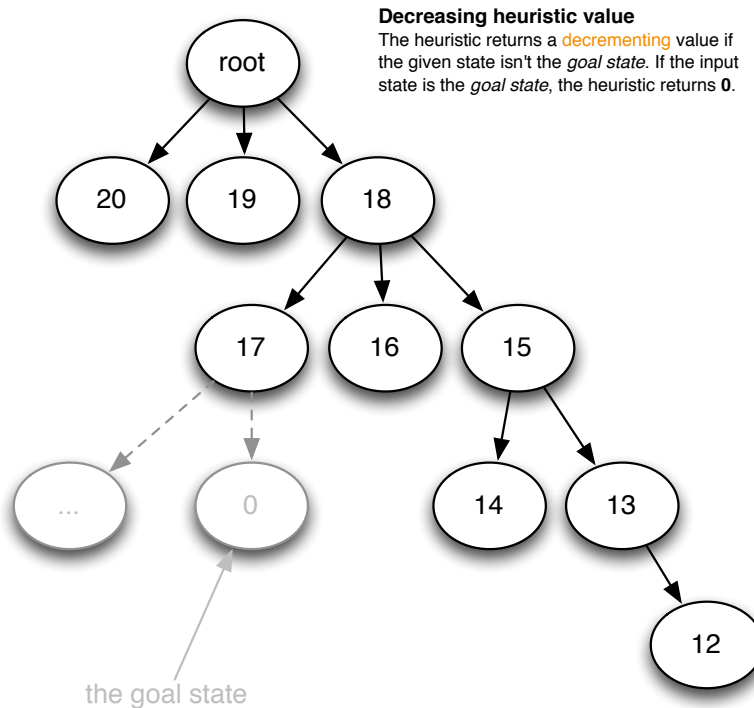 Decreasing heuristic value
The heuristic returns a decrementing value if
the given state isn't the goal state. If the input
state is the goal state, the heuristic returns 0.
root
20 19 18
17 16 15
... 0 14 13
12
the goal state